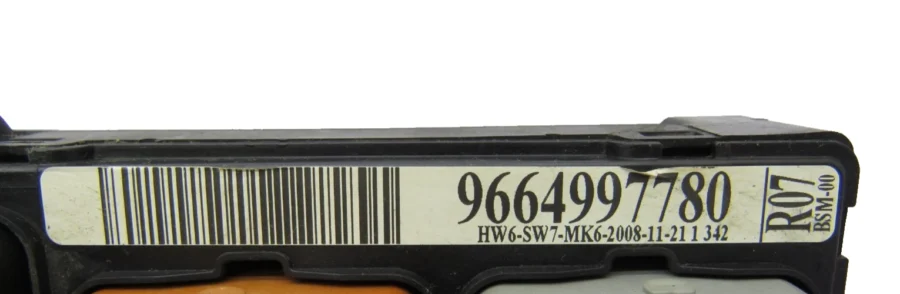 9664997780
HW6-SW7-MK6-2008-11-21 1 342
R07
BSM-00